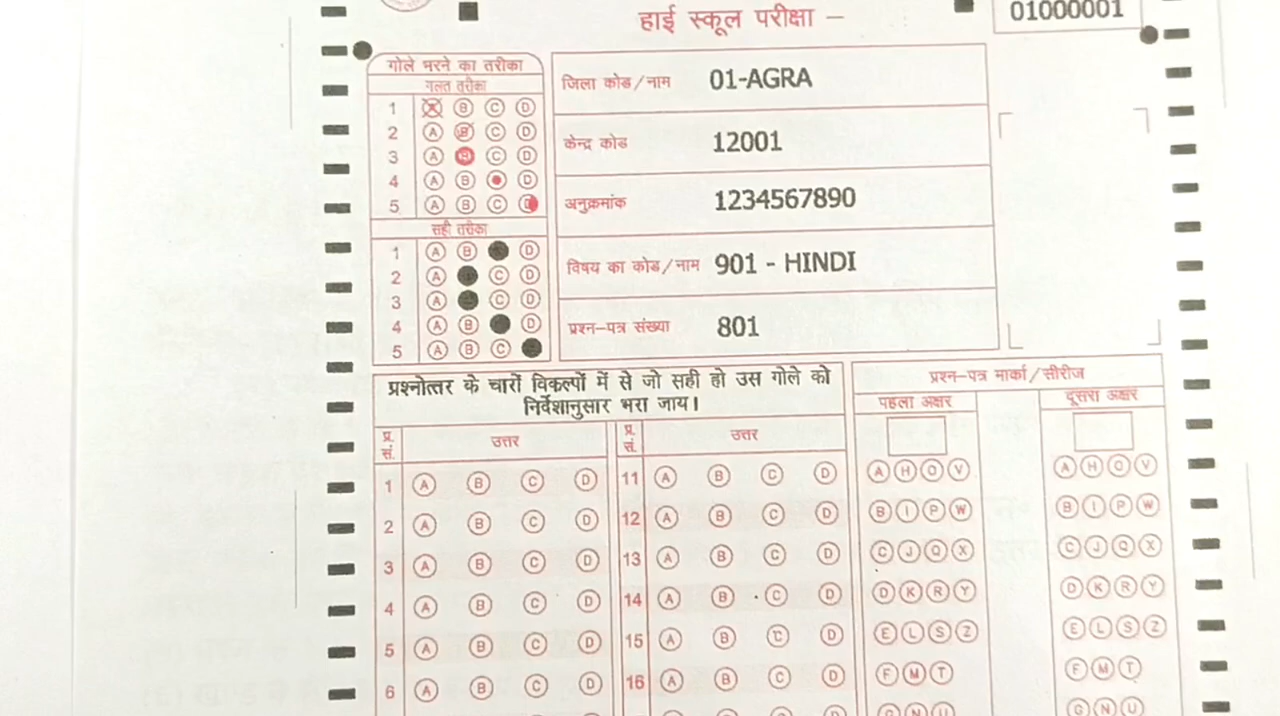 हाई स्कूल परीक्षा –
01000001
गोले भरने का तरीका
गलत तरीका
1 A B C D
2 A B C D
3 A B C D
4 A B C D
5 A B C D
सही तरीका
1 A B C D
2 A B C D
3 A B C D
4 A B C D
5 A B C D
जिला कोड/नाम 01-AGRA
केन्द्र कोड 12001
अनुक्रमांक 1234567890
विषय का कोड/नाम 901 - HINDI
प्रश्न-पत्र संख्या 801
प्रश्नोत्तर के चारों विकल्पों में से जो सही हो उस गोले को
निर्देशानुसार भरा जाय।
प्र. सं. उत्तर
1 A B C D
2 A B C D
3 A B C D
4 A B C D
5 A B C D
6 A B C D
प्र. सं. उत्तर
11 A B C D
12 A B C D
13 A B C D
14 A B C D
15 A B C D
16 A B C D
प्रश्न-पत्र मार्का/सीरीज
पहला अक्षर
A H O V
B I P W
C J Q X
D K R Y
E L S Z
F M T
G N U
दूसरा अक्षर
A H O V
B I P W
C J Q X
D K R Y
E L S Z
F M T
G N U